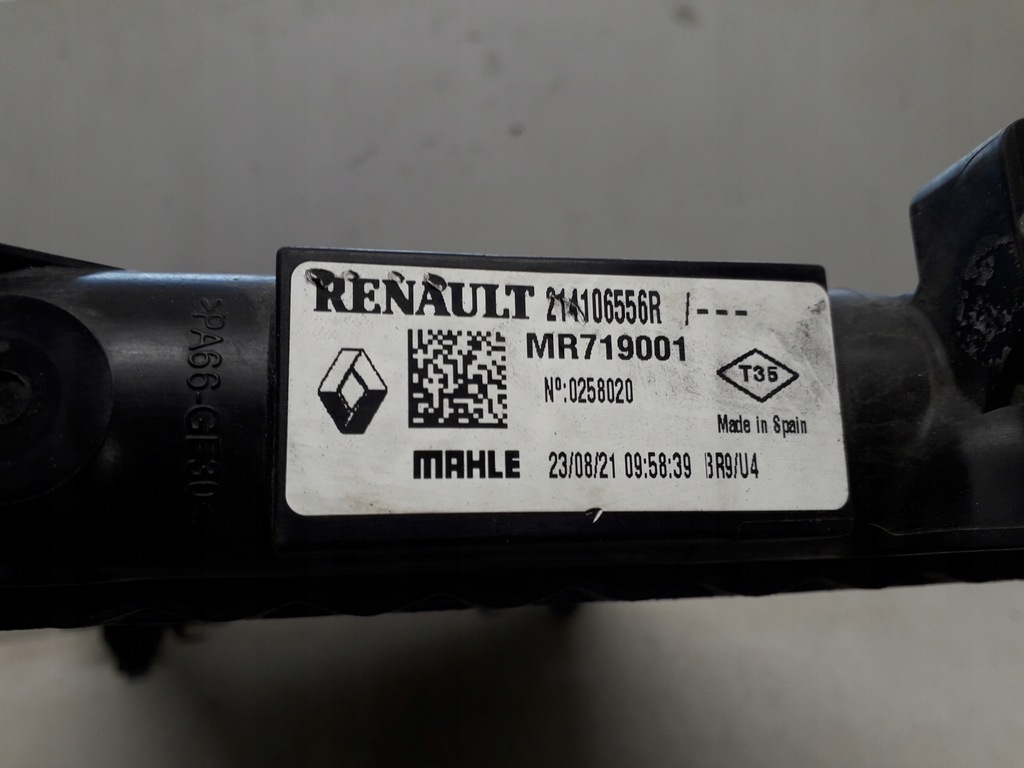 >PA66-GF30<
RENAULT 214106556R /---
MR719001
Nº:0258020
T35
Made in Spain
MAHLE 23/08/21 09:58:39 BR9/U4